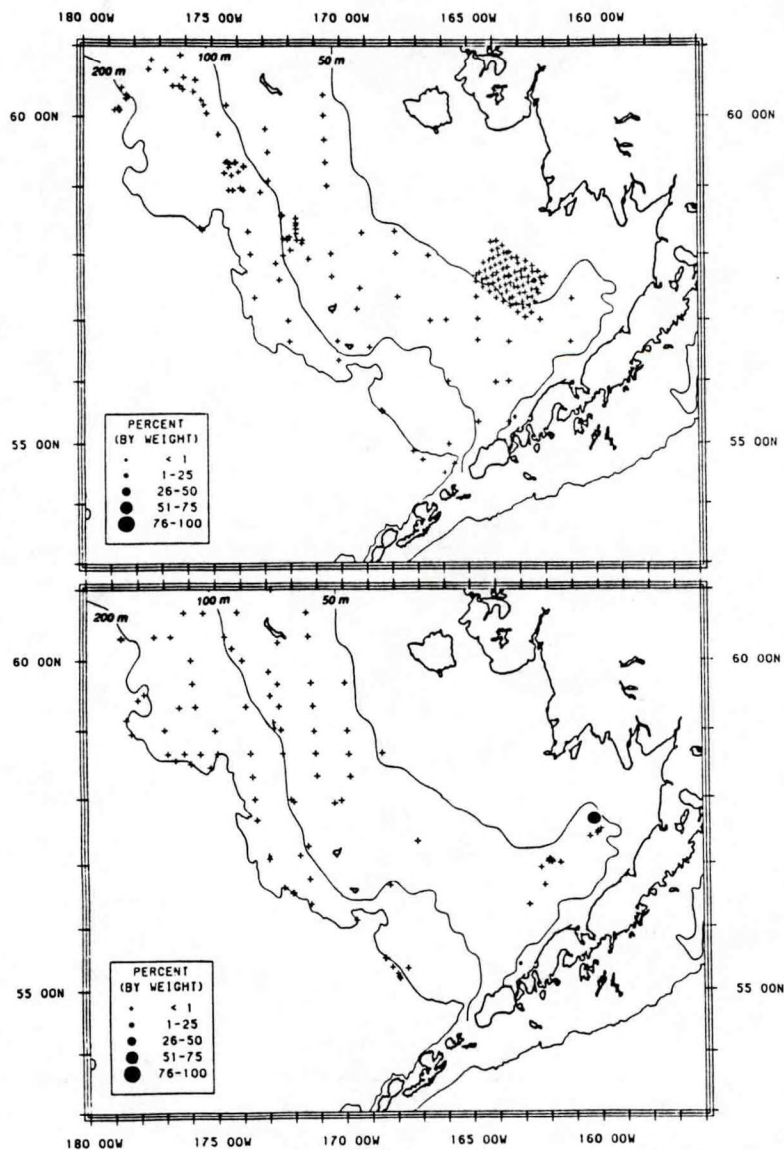 180 00W 175 00W 170 00W 165 00W 160 00W
200 m 100 m 50 m
60 00N 60 00N
55 00N 55 00N
PERCENT
(BY WEIGHT)
< 1
1-25
26-50
51-75
76-100
200 m 100 m 50 m
60 00N 60 00N
55 00N 55 00N
PERCENT
(BY WEIGHT)
< 1
1-25
26-50
51-75
76-100
180 00W 175 00W 170 00W 165 00W 160 00W